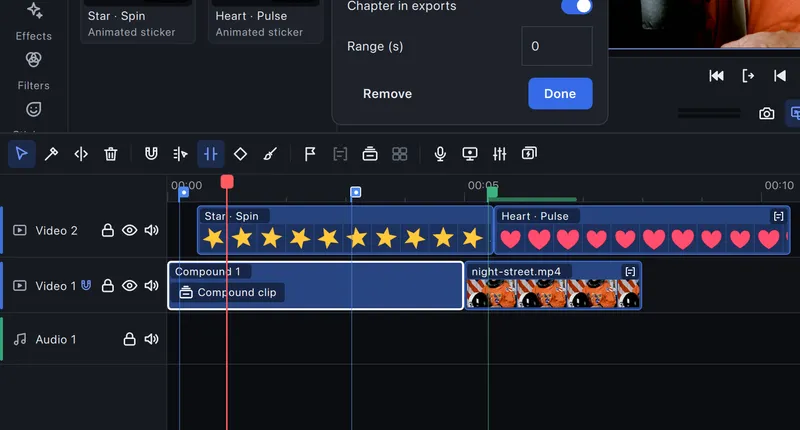 Effects
Filters
Star · Spin
Animated sticker
Heart · Pulse
Animated sticker
Chapter in exports
Range (s)
0
Remove
Done
00:00
00:05
00:10
Video 2
Star · Spin
Heart · Pulse
Video 1
Compound 1
Compound clip
night-street.mp4
Audio 1